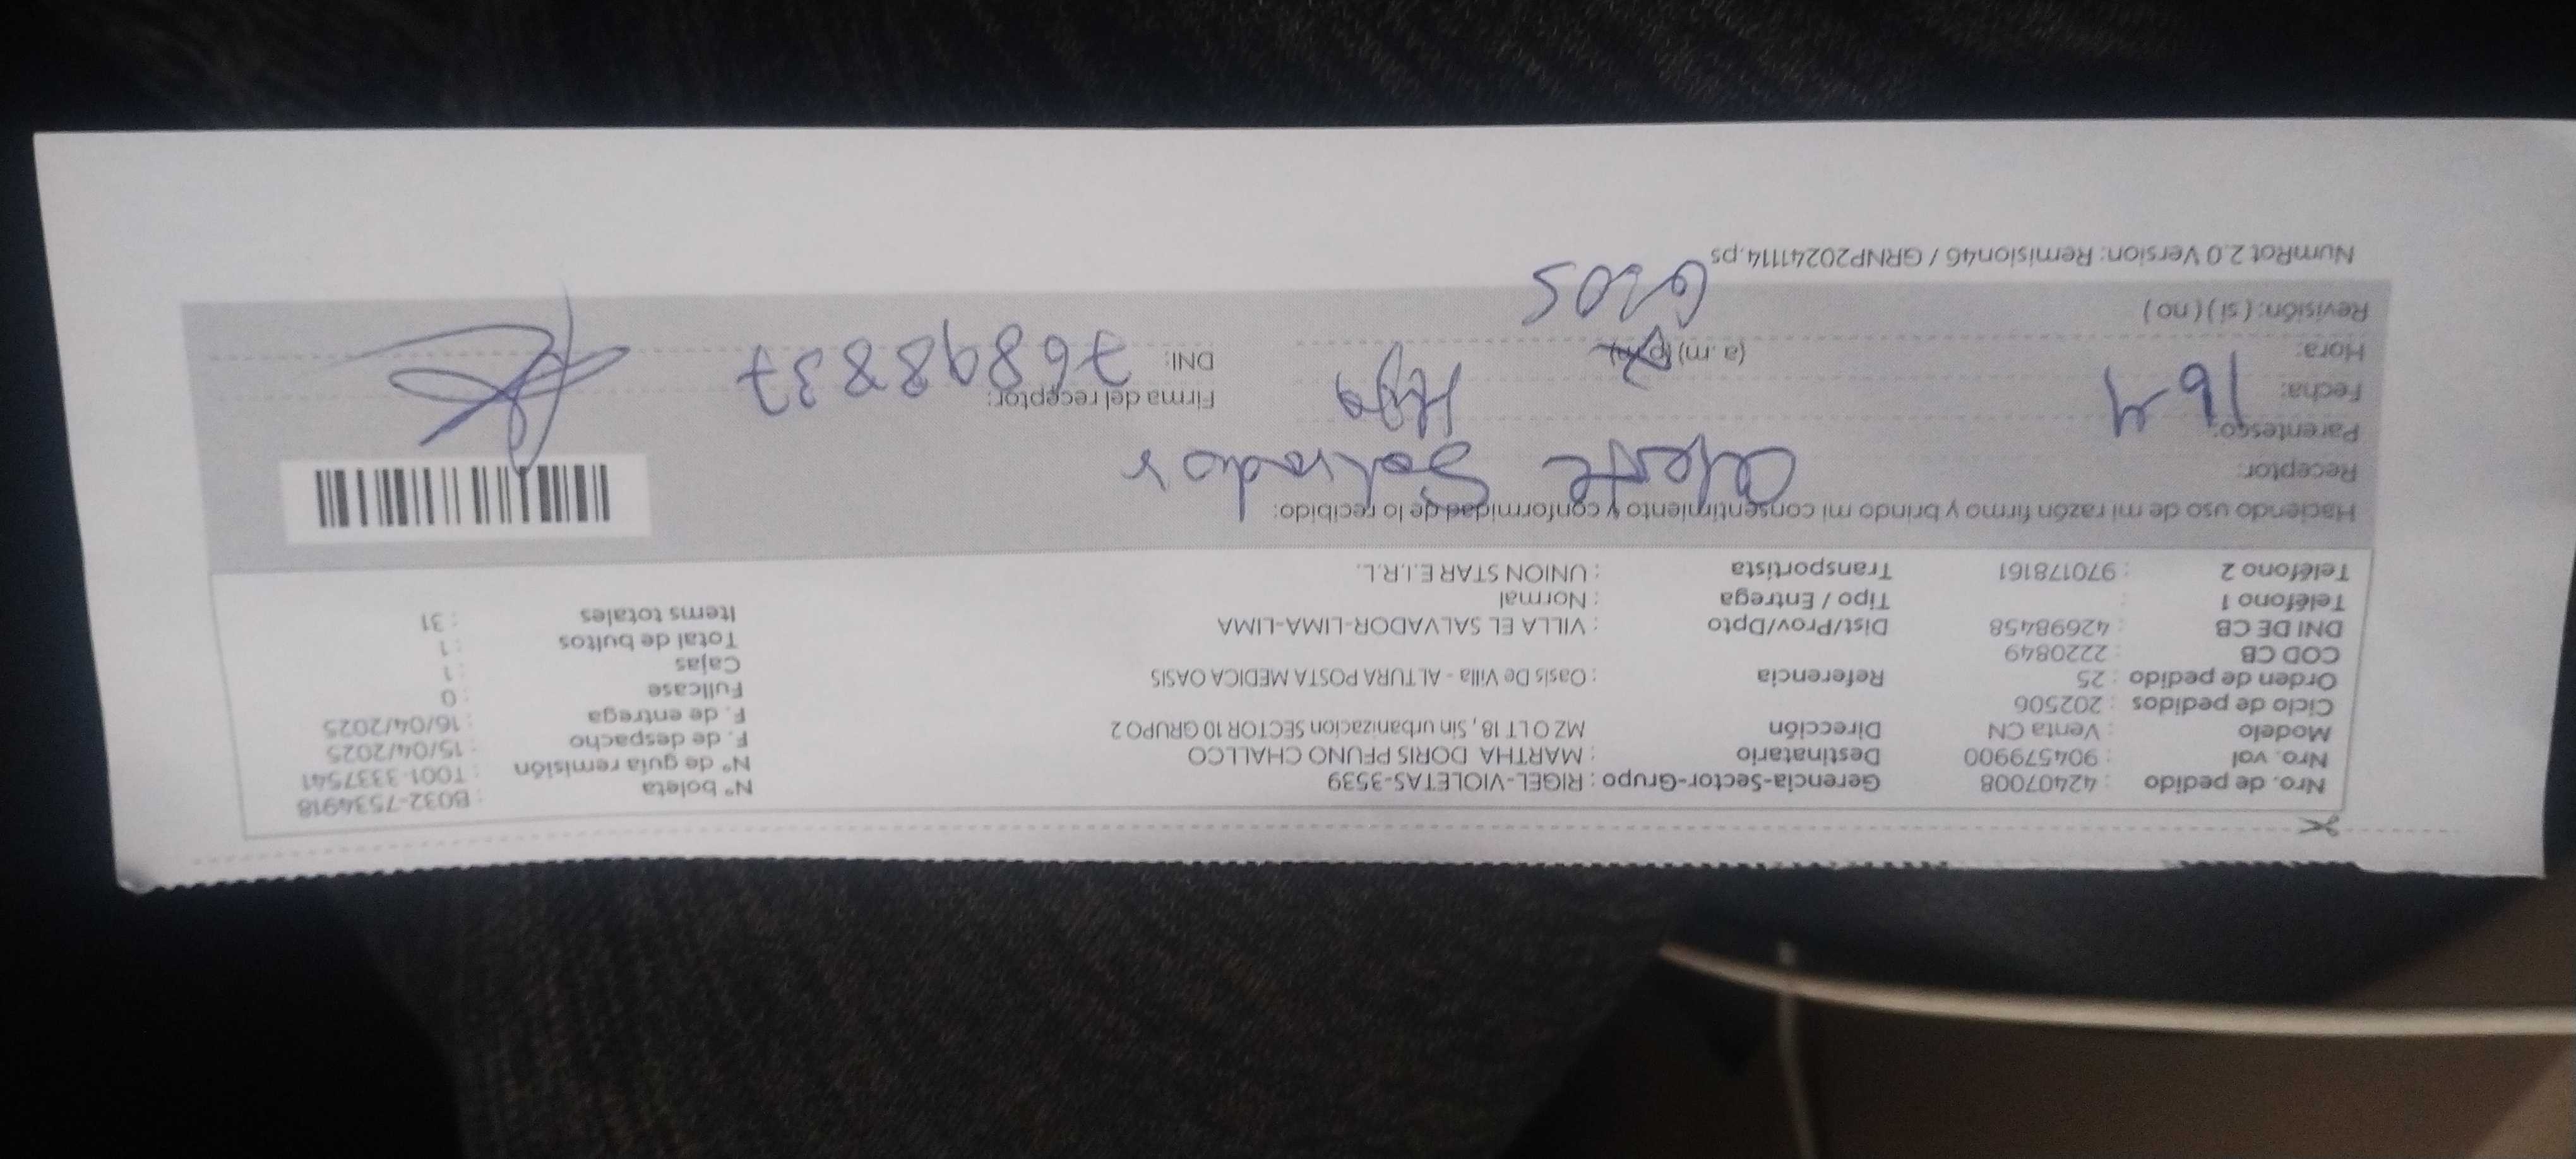 Nro. de pedido : 42407008 Gerencia-Sector-Grupo : RIGEL-VIOLETAS-3539 N° boleta : B032-7534918
Nro. vol : 904579900 Destinatario : MARTHA DORIS PFUNO CHALLCO N° de guía remisión : T001-3337541
Modelo : Venta CN Dirección MZ O LT 18, Sin urbanizacion SECTOR 10 GRUPO 2 F. de despacho : 15/04/2025
Ciclo de pedidos : 202506 F. de entrega : 16/04/2025
Orden de pedido : 25 Referencia : Oasis De Villa - ALTURA POSTA MEDICA OASIS Fullcase : 0
COD CB : 2220849 Cajas : 1
DNI DE CB : 42698458 Dist/Prov/Dpto : VILLA EL SALVADOR-LIMA-LIMA Total de bultos : 1
Teléfono 1 : Tipo / Entrega : Normal Items totales : 31
Teléfono 2 : 970178161 Transportista : UNION STAR E.I.R.L.
Haciendo uso de mi razón firmo y brindo mi consentimiento y conformidad de lo recibido:
Receptor: Salvador
Parentesco:
Fecha: 16-4 Firma del receptor:
Hora: (a.m) (p.m) DNI: 76898837
Revisión: ( si ) ( no )
NumRot 2.0 Version: Remision46 / GRNP20241114.ps